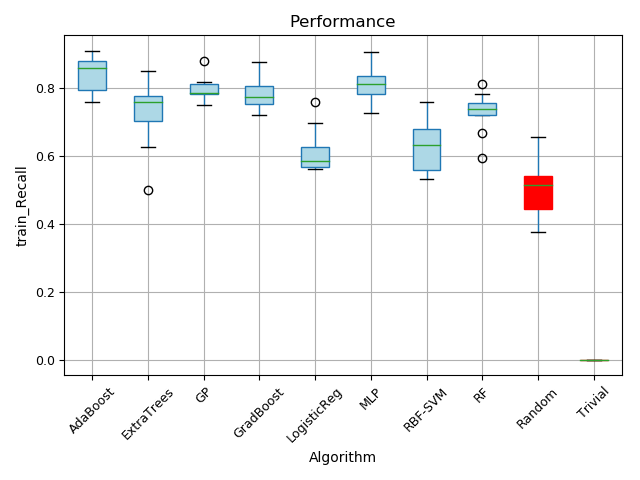 Performance
train_Recall
0.8
0.6
0.4
0.2
0.0
AdaBoost
ExtraTrees
GP
GradBoost
LogisticReg
MLP
RBF-SVM
RF
Random
Trivial
Algorithm